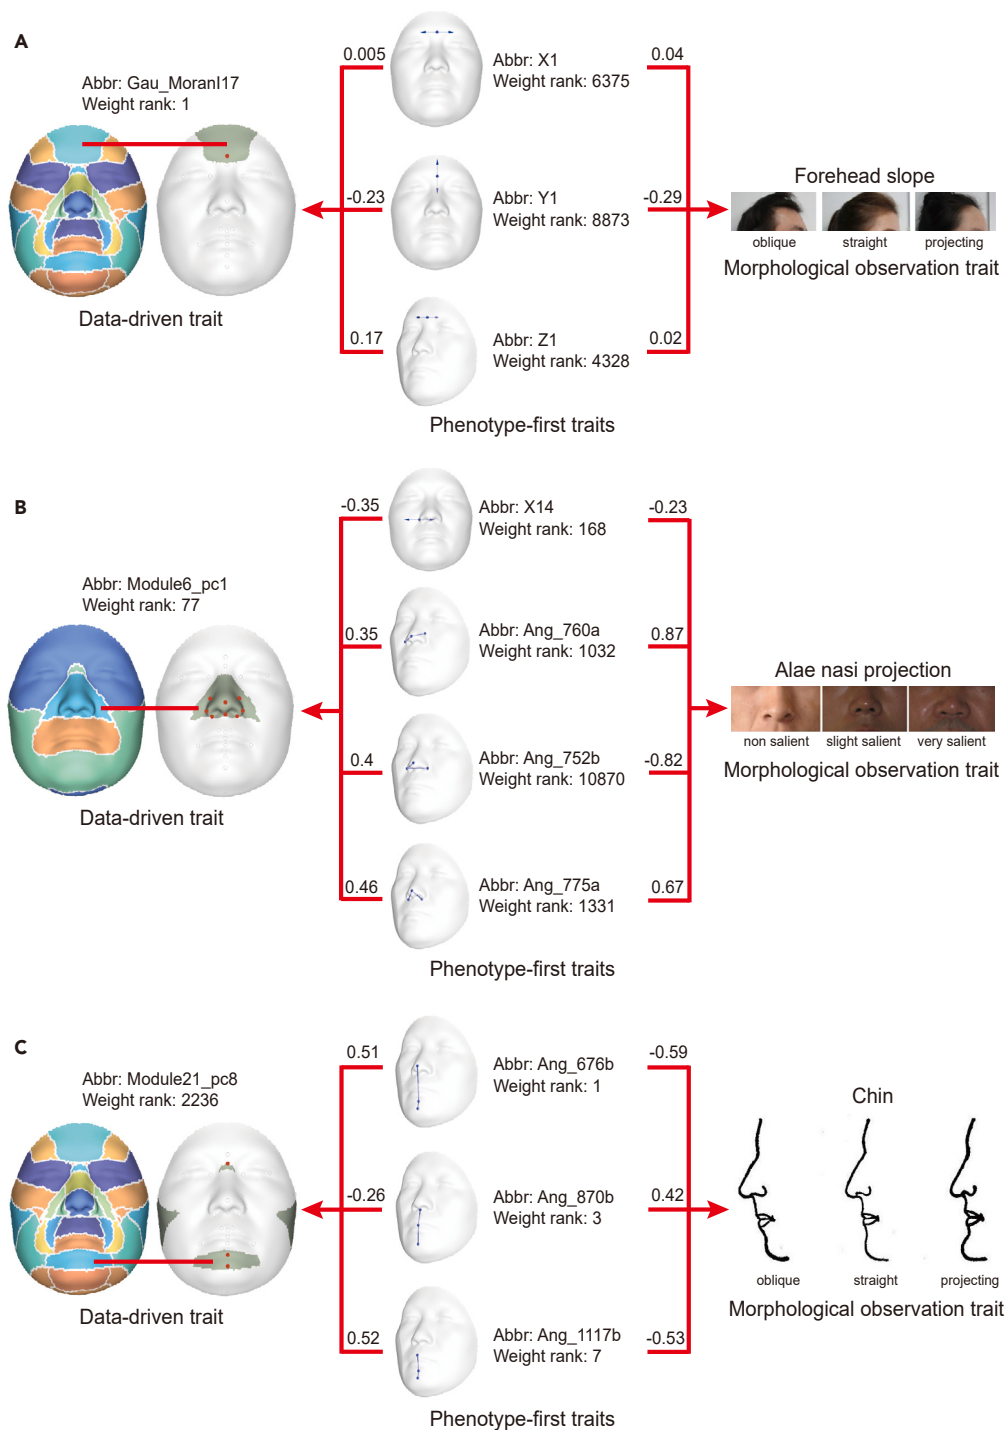 A
Abbr: Gau_MoranI17
Weight rank: 1
Data-driven trait
0.005
-0.23
0.17
Abbr: X1
Weight rank: 6375
Abbr: Y1
Weight rank: 8873
Abbr: Z1
Weight rank: 4328
Phenotype-first traits
0.04
-0.29
0.02
Forehead slope
oblique
straight
projecting
Morphological observation trait
B
Abbr: Module6_pc1
Weight rank: 77
Data-driven trait
-0.35
0.35
0.4
0.46
Abbr: X14
Weight rank: 168
Abbr: Ang_760a
Weight rank: 1032
Abbr: Ang_752b
Weight rank: 10870
Abbr: Ang_775a
Weight rank: 1331
Phenotype-first traits
-0.23
0.87
-0.82
0.67
Alae nasi projection
non salient
slight salient
very salient
Morphological observation trait
C
Abbr: Module21_pc8
Weight rank: 2236
Data-driven trait
0.51
-0.26
0.52
Abbr: Ang_676b
Weight rank: 1
Abbr: Ang_870b
Weight rank: 3
Abbr: Ang_1117b
Weight rank: 7
Phenotype-first traits
-0.59
0.42
-0.53
Chin
oblique
straight
projecting
Morphological observation trait